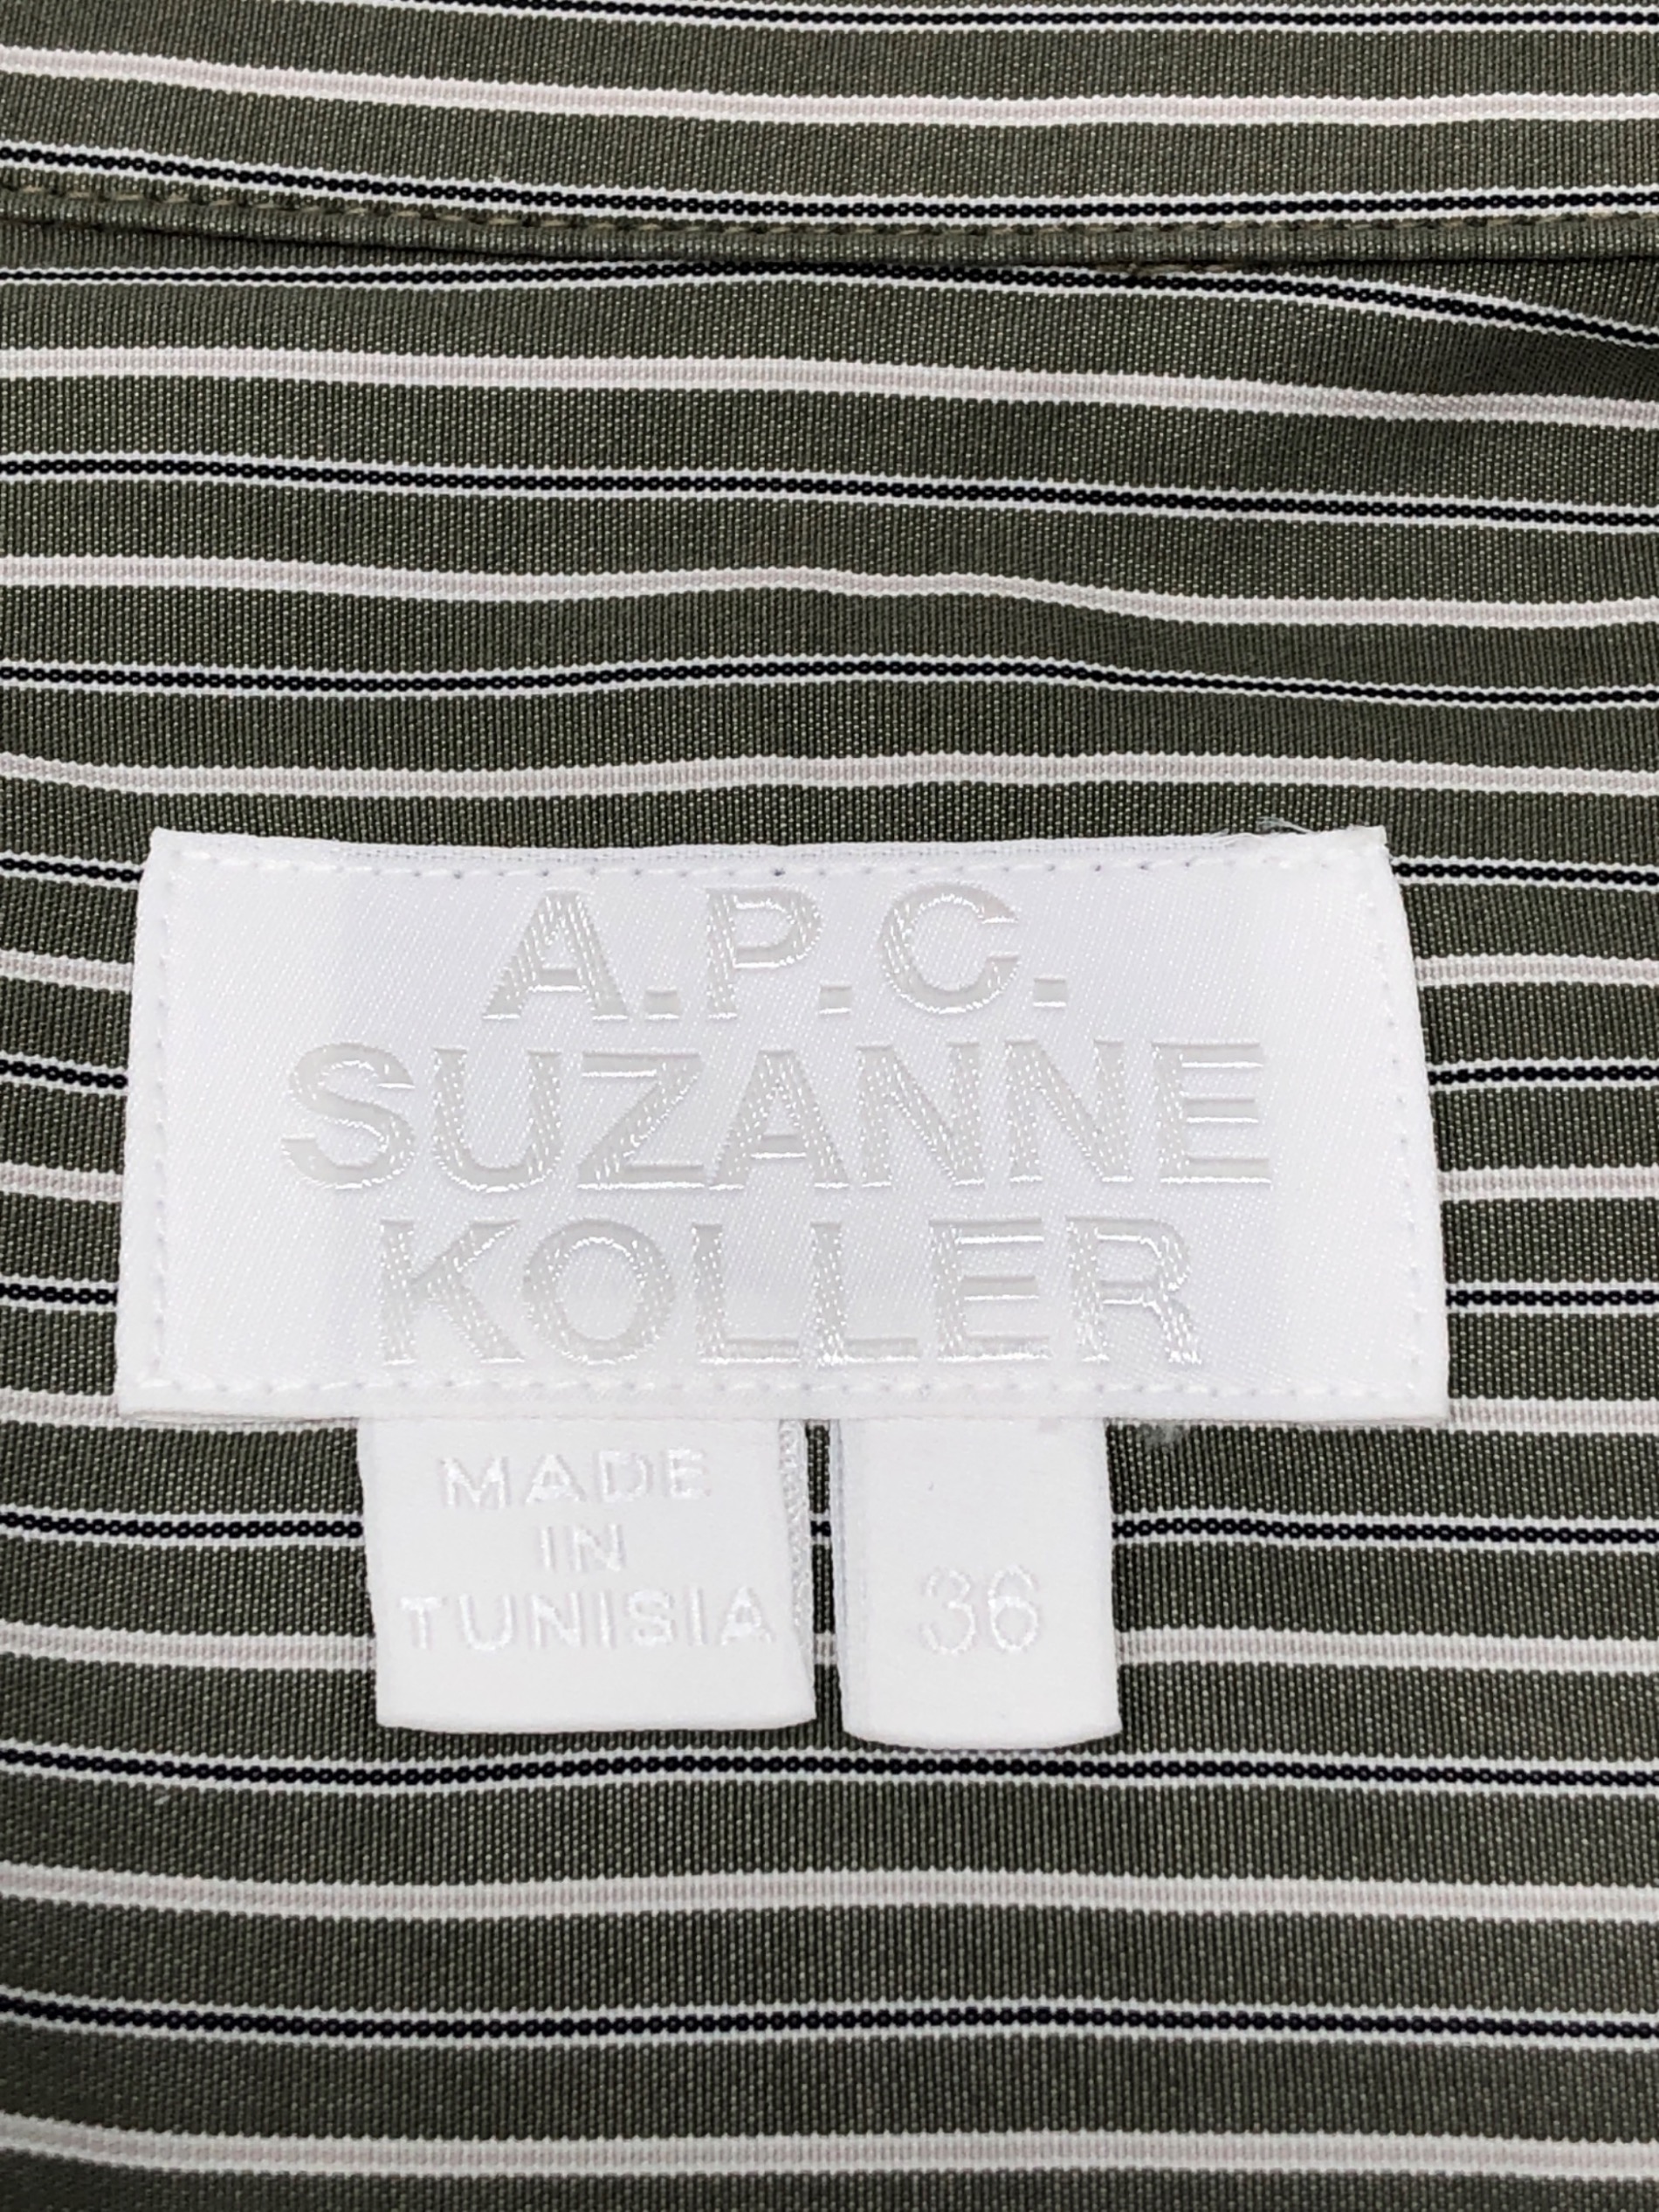 A.P.C.
SUZANNE
KOLLER
MADE
IN
TUNISIA
36